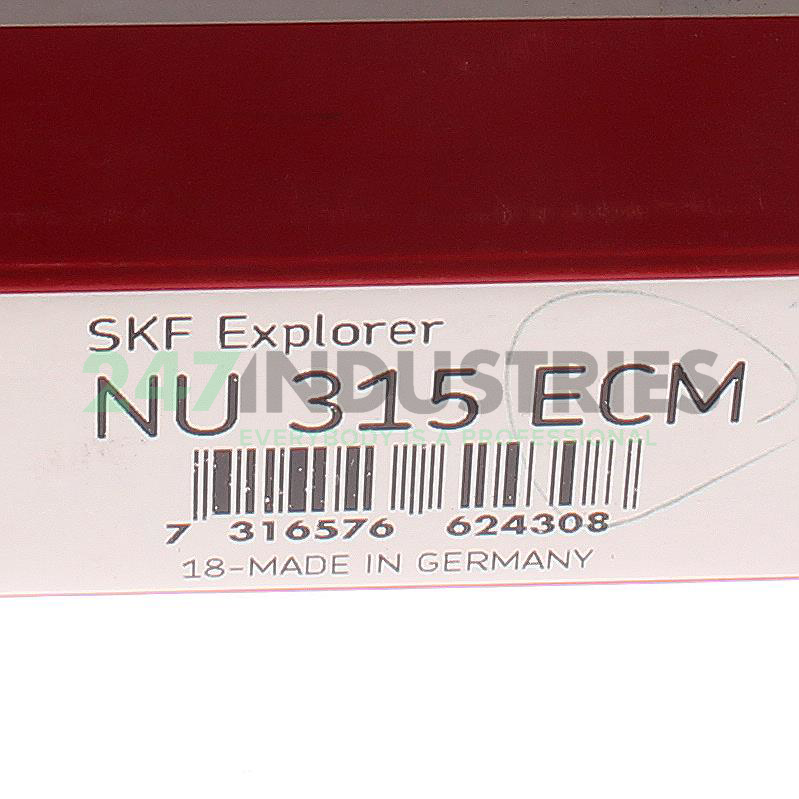 SKF Explorer
NU 315 ECM
247INDUSTRIES
EVERYBODY IS A PROFESSIONAL
7 316576 624308
18-MADE IN GERMANY